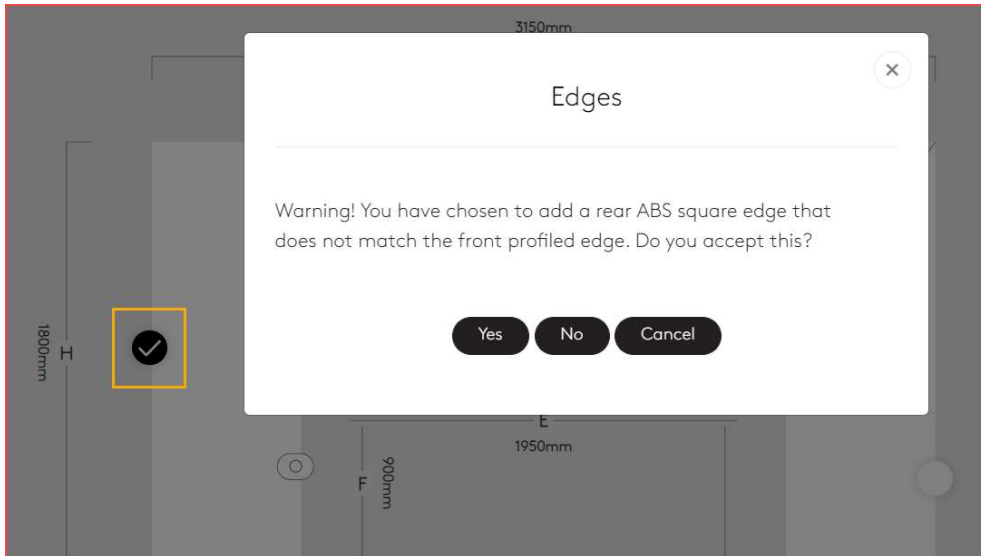 3150mm
Edges
Warning! You have chosen to add a rear ABS square edge that
does not match the front profiled edge. Do you accept this?
Yes No Cancel
1800mm
H
E
1950mm
F
900mm